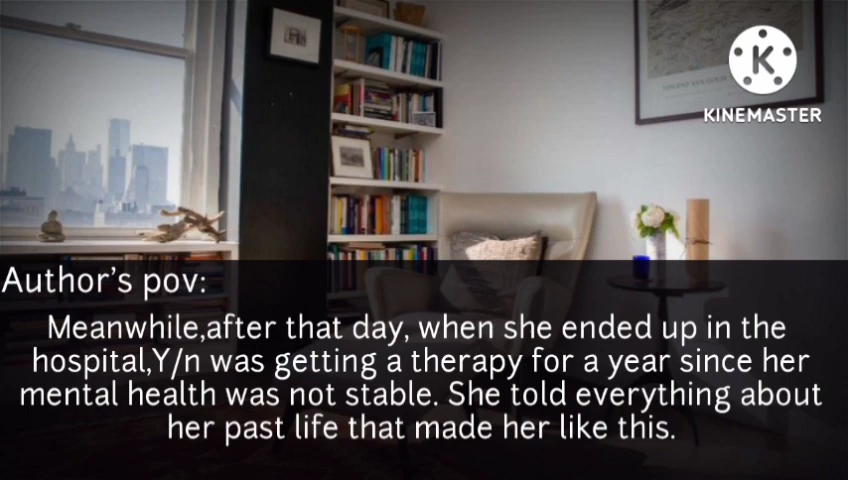 KINEMASTER
Author's pov:
Meanwhile,after that day, when she ended up in the
hospital,Y/n was getting a therapy for a year since her
mental health was not stable. She told everything about
her past life that made her like this.